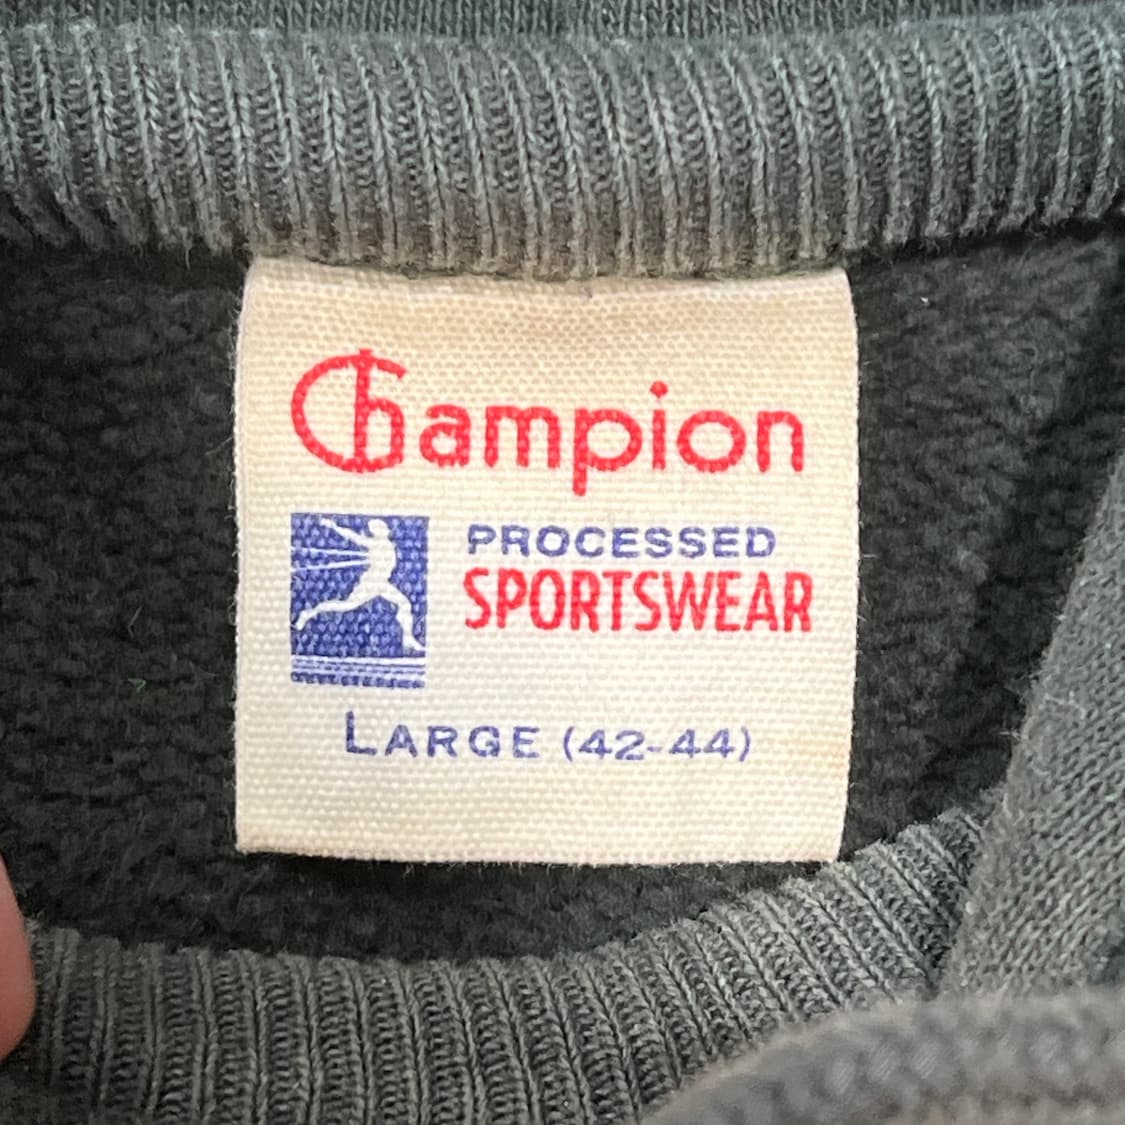 Champion
PROCESSED
SPORTSWEAR
LARGE (42-44)